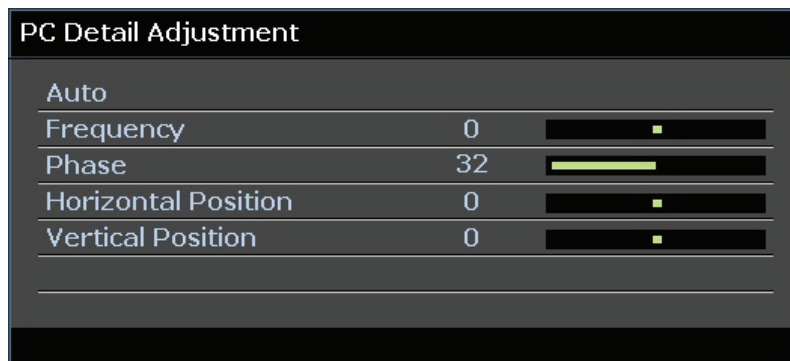 PC Detail Adjustment
Auto
Frequency 0
Phase 32
Horizontal Position 0
Vertical Position 0